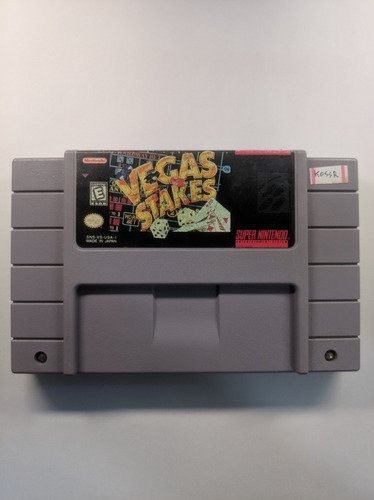 Nintendo
VEGAS
STAKES
E
SNS-VS-USA-1
MADE IN JAPAN
SUPER NINTENDO